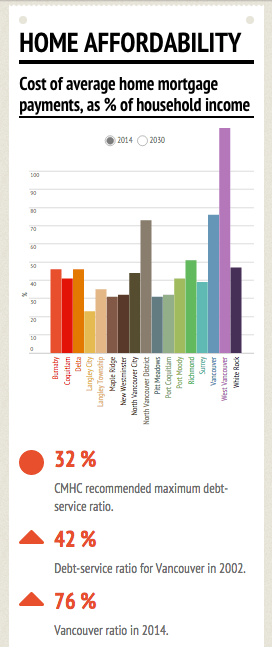 HOME AFFORDABILITY
Cost of average home mortgage
payments, as % of household income
2014 2030
100
90
80
70
60
50
40
30
20
10
0
%
Burnaby
Coquitlam
Delta
Langley City
Langley Township
Maple Ridge
New Westminster
North Vancouver City
North Vancouver District
Pitt Meadows
Port Coquitlam
Port Moody
Richmond
Surrey
Vancouver
West Vancouver
White Rock
32 %
CMHC recommended maximum debt-
service ratio.
42 %
Debt-service ratio for Vancouver in 2002.
76 %
Vancouver ratio in 2014.